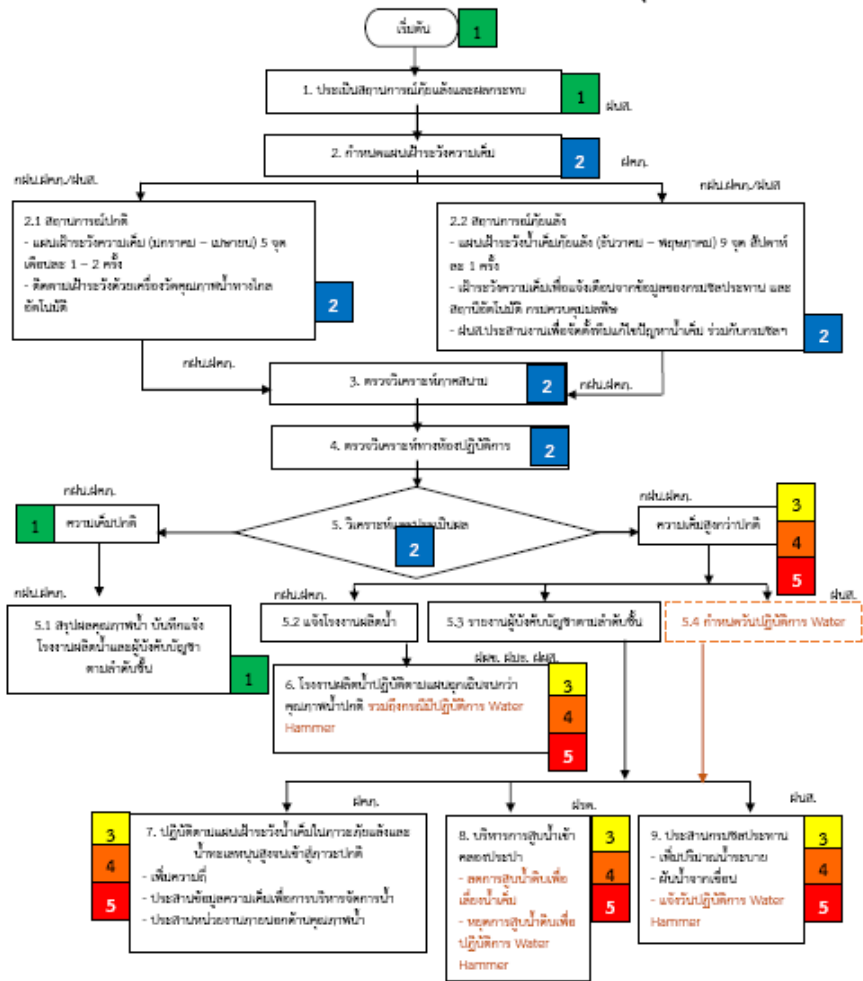 เริ่มต้น
1
1. ประเมินสถานการณ์ภัยแล้งและผลกระทบ
1
ฝนส.
2. กำหนดแผนเฝ้าระวังความเค็ม
2
ฝคภ.
กฝน.ฝคภ./ฝนส.
กฝน.ฝคภ./ฝนส
2.1 สถานการณ์ปกติ
- แผนเฝ้าระวังความเค็ม (มกราคม – เมษายน) 5 จุด
เดือนละ 1 – 2 ครั้ง
- ติดตามเฝ้าระวังด้วยเครื่องวัดคุณภาพน้ำทางไกล
อัตโนมัติ
2
2.2 สถานการณ์ภัยแล้ง
- แผนเฝ้าระวังน้ำเค็มภัยแล้ง (ธันวาคม – พฤษภาคม) 9 จุด สัปดาห์
ละ 1 ครั้ง
- เฝ้าระวังความเค็มเพื่อแจ้งเตือนจากข้อมูลของกรมชลประทาน และ
สถานีอัตโนมัติ กรมควบคุมมลพิษ
- ฝนส.ประสานงานเพื่อจัดตั้งทีมแก้ไขปัญหาน้ำเค็ม ร่วมกับกรมชลฯ
2
กฝน.ฝคภ.
กฝน.ฝคภ.
3. ตรวจวิเคราะห์ภาคสนาม
2
4. ตรวจวิเคราะห์ทางห้องปฏิบัติการ
2
กฝน.ฝคภ.
กฝน.ฝคภ.
1
ความเค็มปกติ
5. วิเคราะห์และประเมินผล
2
ความเค็มสูงกว่าปกติ
3
4
5
กฝน.ฝคภ.
กฝน.ฝคภ.
ฝนส.
5.1 สรุปผลคุณภาพน้ำ บันทึกแจ้ง
โรงงานผลิตน้ำและผู้บังคับบัญชา
ตามลำดับชั้น
1
5.2 แจ้งโรงงานผลิตน้ำ
5.3 รายงานผู้บังคับบัญชาตามลำดับชั้น
5.4 กำหนดวันปฏิบัติการ Water
ฝผข. ฝมช. ฝผส.
6. โรงงานผลิตน้ำปฏิบัติตามแผนฉุกเฉินจนกว่า
คุณภาพน้ำปกติ รวมถึงกรณีมีปฏิบัติการ Water
Hammer
3
4
5
ฝคภ.
ฝรด.
ฝนส.
7. ปฏิบัติตามแผนเฝ้าระวังน้ำเค็มในภาวะภัยแล้งและ
น้ำทะเลหนุนสูงจนเข้าสู่ภาวะปกติ
- เพิ่มความถี่
- ประสานข้อมูลความเค็มเพื่อการบริหารจัดการน้ำ
- ประสานหน่วยงานภายนอกด้านคุณภาพน้ำ
3
4
5
8. บริหารการสูบน้ำเข้า
คลองประปา
- ลดการสูบน้ำดิบเพื่อ
เลี่ยงน้ำเค็ม
- หยุดการสูบน้ำดิบเพื่อ
ปฏิบัติการ Water
Hammer
3
4
5
9. ประสานกรมชลประทาน
- เพิ่มปริมาณน้ำระบาย
- ผันน้ำจากเขื่อน
- แจ้งวันปฏิบัติการ Water
Hammer
3
4
5